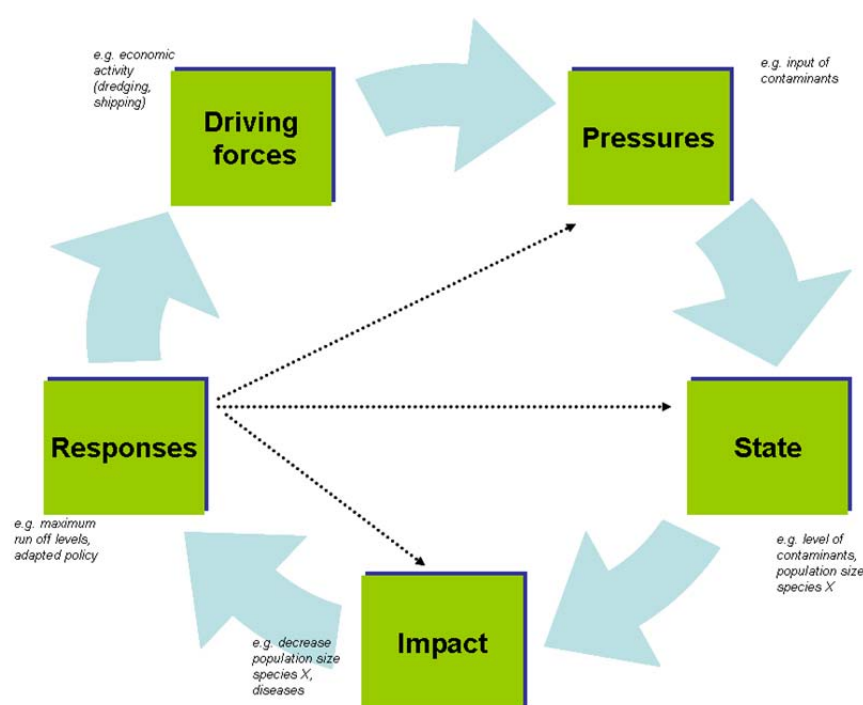 e.g. economic
activity
(dredging,
shipping)
Driving
forces
Pressures
e.g. input of
contaminants
Responses
e.g. maximum
run off levels,
adapted policy
State
e.g. level of
contaminants,
population size
species X
Impact
e.g. decrease
population size
species X,
diseases